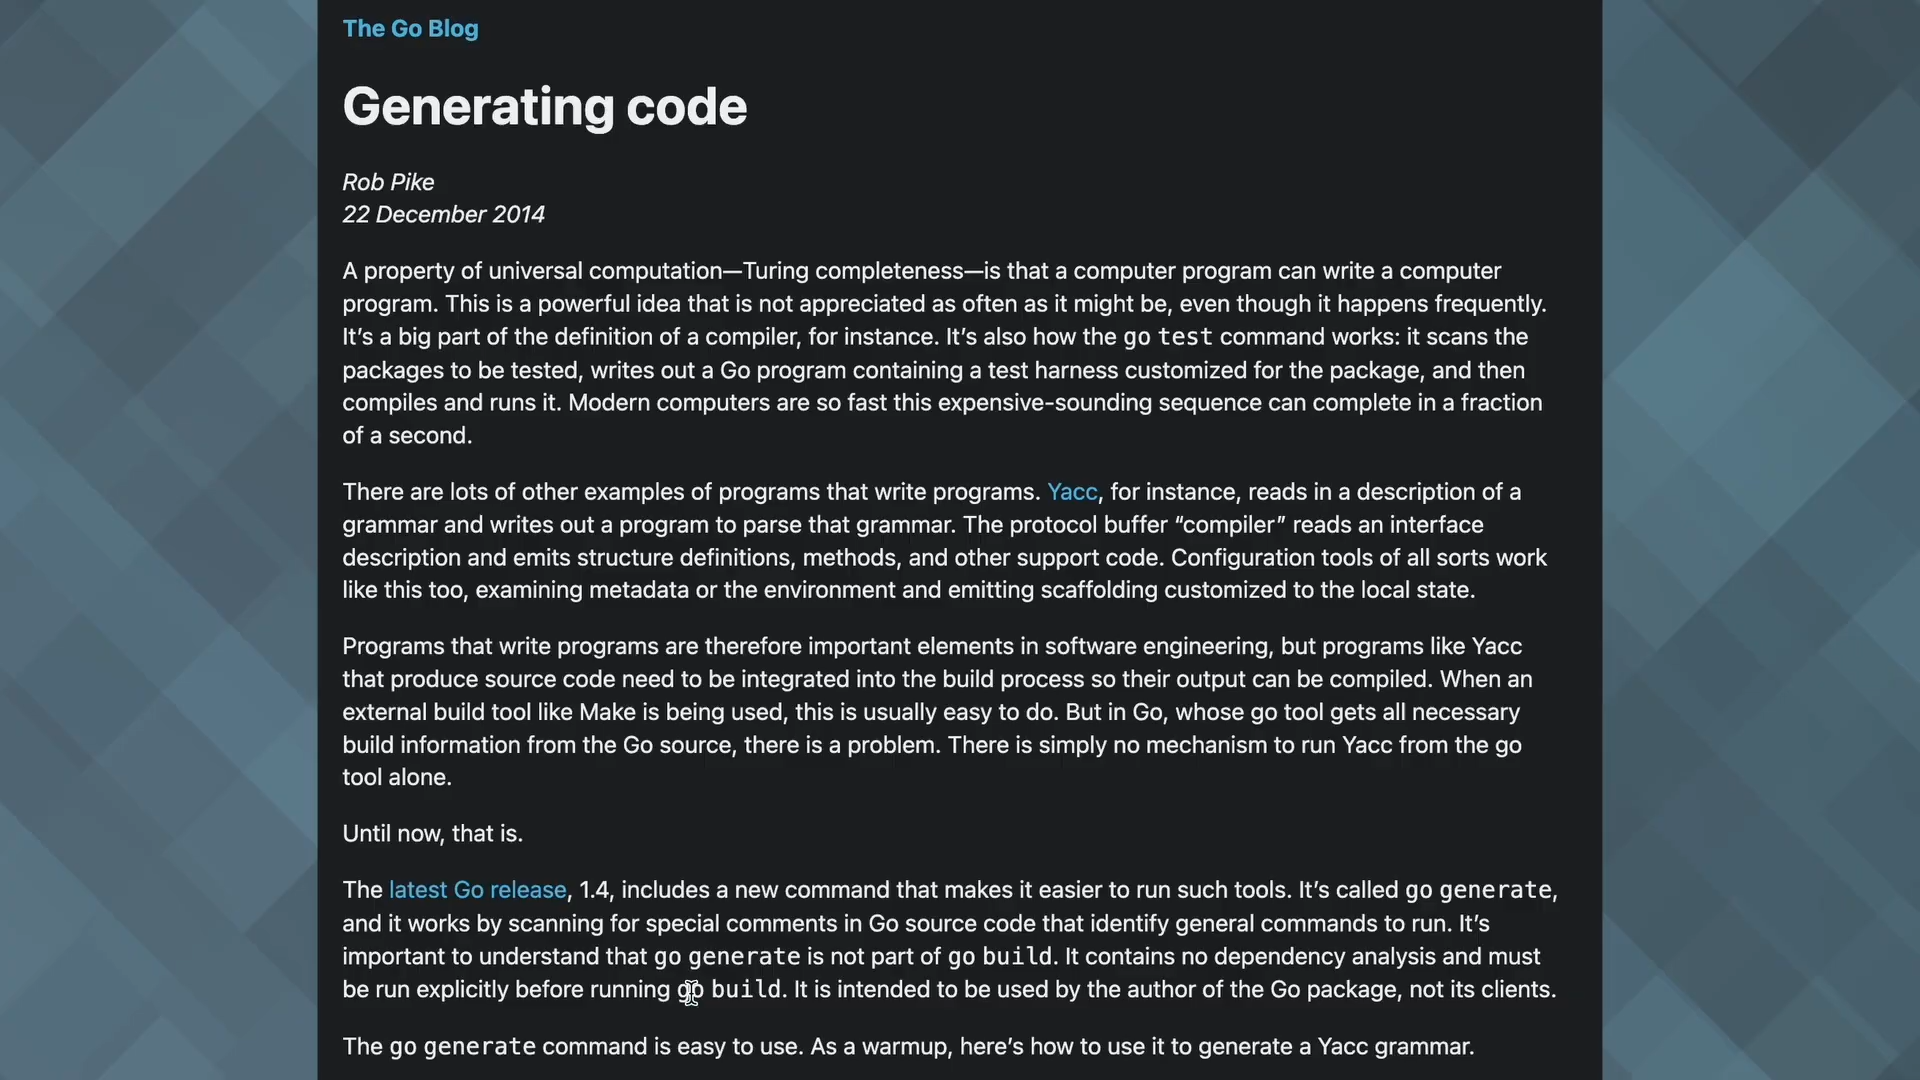 The Go Blog
Generating code
Rob Pike
22 December 2014
A property of universal computation—Turing completeness—is that a computer program can write a computer
program. This is a powerful idea that is not appreciated as often as it might be, even though it happens frequently.
It’s a big part of the definition of a compiler, for instance. It’s also how the go test command works: it scans the
packages to be tested, writes out a Go program containing a test harness customized for the package, and then
compiles and runs it. Modern computers are so fast this expensive-sounding sequence can complete in a fraction
of a second.
There are lots of other examples of programs that write programs. Yacc, for instance, reads in a description of a
grammar and writes out a program to parse that grammar. The protocol buffer “compiler” reads an interface
description and emits structure definitions, methods, and other support code. Configuration tools of all sorts work
like this too, examining metadata or the environment and emitting scaffolding customized to the local state.
Programs that write programs are therefore important elements in software engineering, but programs like Yacc
that produce source code need to be integrated into the build process so their output can be compiled. When an
external build tool like Make is being used, this is usually easy to do. But in Go, whose go tool gets all necessary
build information from the Go source, there is a problem. There is simply no mechanism to run Yacc from the go
tool alone.
Until now, that is.
The latest Go release, 1.4, includes a new command that makes it easier to run such tools. It’s called go generate,
and it works by scanning for special comments in Go source code that identify general commands to run. It’s
important to understand that go generate is not part of go build. It contains no dependency analysis and must
be run explicitly before running go build. It is intended to be used by the author of the Go package, not its clients.
The go generate command is easy to use. As a warmup, here’s how to use it to generate a Yacc grammar.